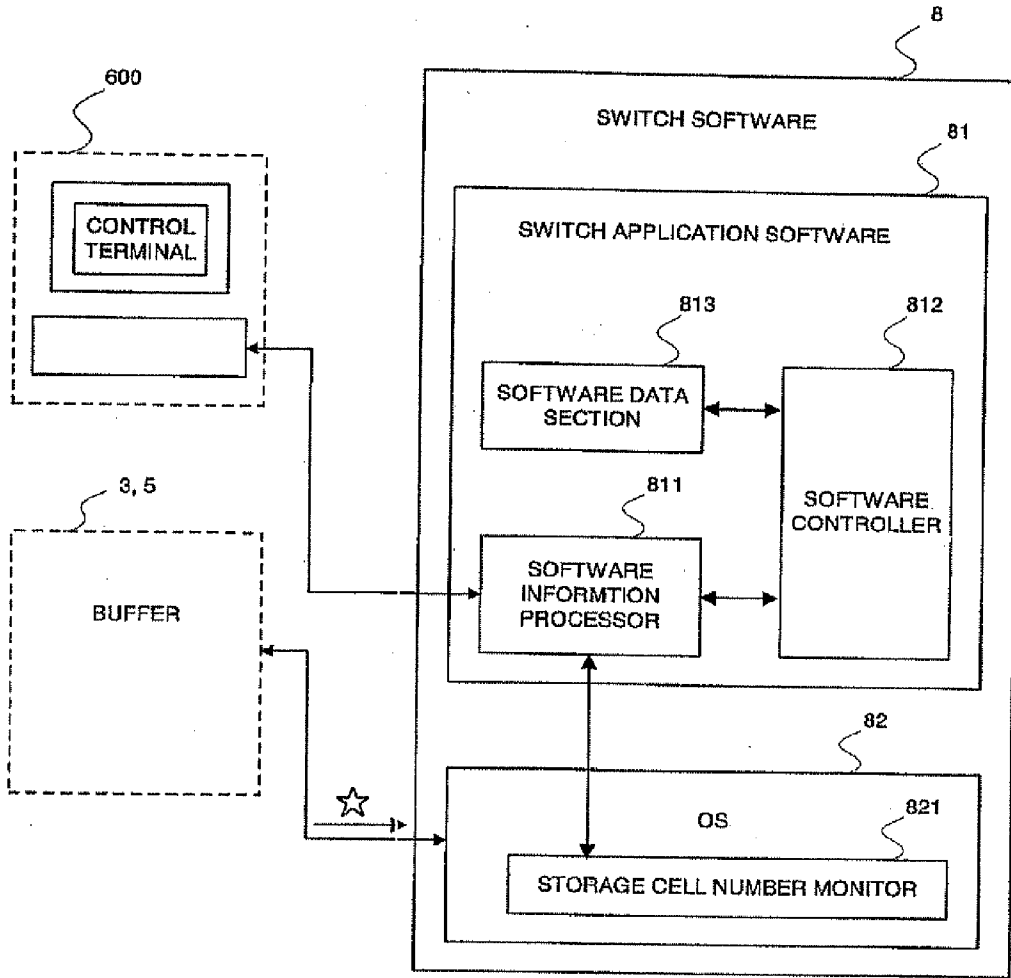 8
SWITCH SOFTWARE
600
CONTROL
TERMINAL
81
SWITCH APPLICATION SOFTWARE
813
SOFTWARE DATA
SECTION
812
SOFTWARE
CONTROLLER
811
SOFTWARE
INFORMTION
PROCESSOR
3, 5
BUFFER
82
OS
821
STORAGE CELL NUMBER MONITOR